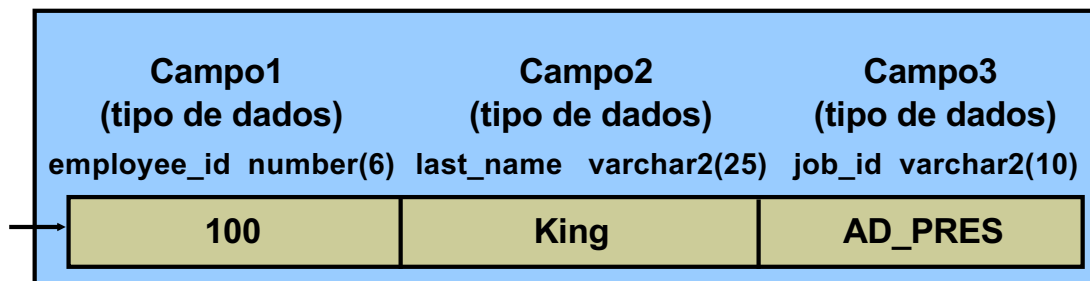 Campo1 Campo2 Campo3
(tipo de dados) (tipo de dados) (tipo de dados)
employee_id number(6) last_name varchar2(25) job_id varchar2(10)
100 King AD_PRES